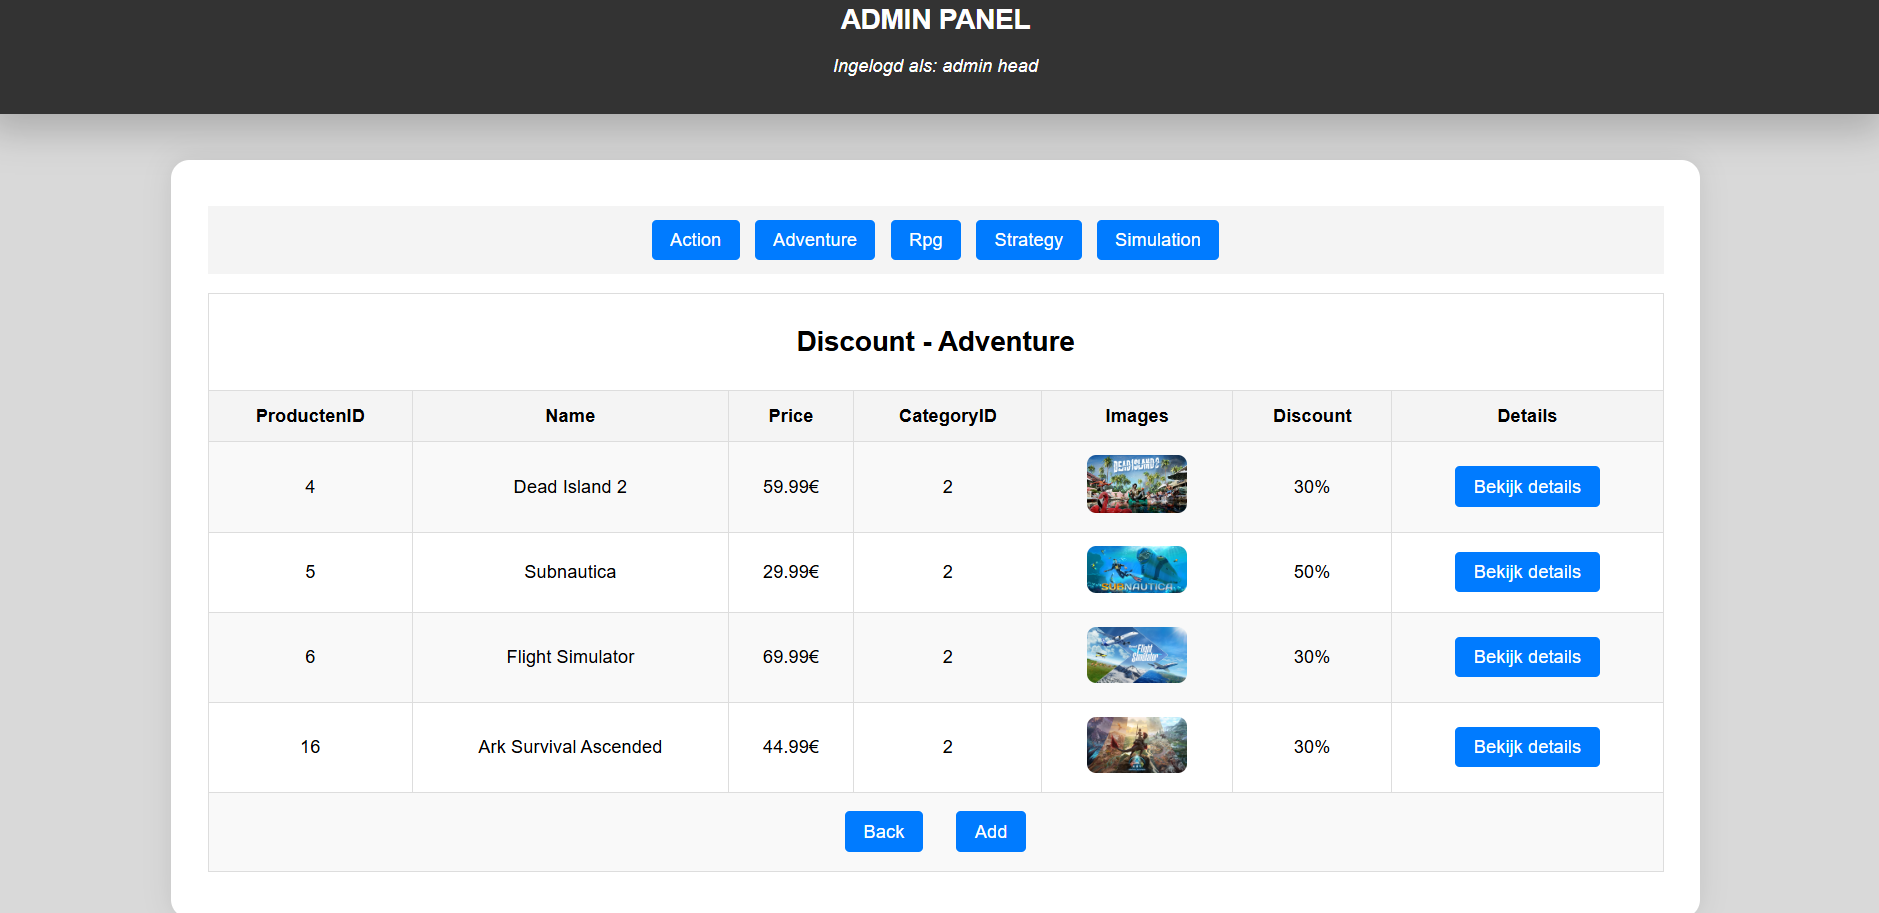 ADMIN PANEL
Ingelogd als: admin head
Action Adventure Rpg Strategy Simulation
Discount - Adventure
ProductenID Name Price CategoryID Images Discount Details
4 Dead Island 2 59.99€ 2 DEAD ISLAND 2 30% Bekijk details
5 Subnautica 29.99€ 2 SUBNAUTICA 50% Bekijk details
6 Flight Simulator 69.99€ 2 Flight Simulator 30% Bekijk details
16 Ark Survival Ascended 44.99€ 2 30% Bekijk details
Back Add